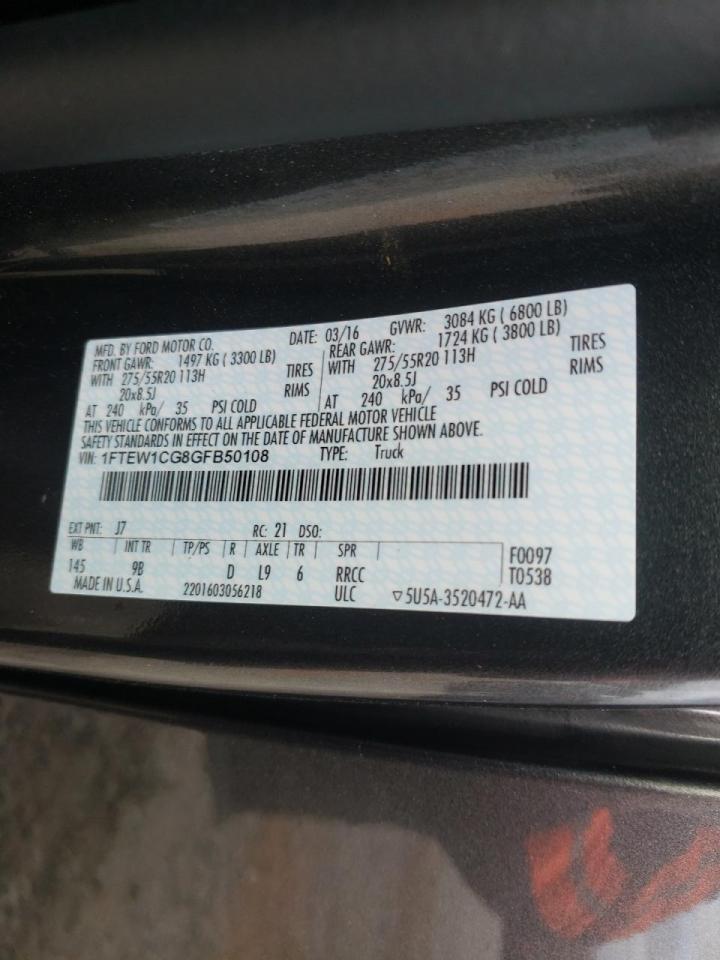 MFD. BY FORD MOTOR CO. DATE: 03/16 GVWR: 3084 KG ( 6800 LB)
FRONT GAWR: 1497 KG ( 3300 LB) REAR GAWR: 1724 KG ( 3800 LB)
WITH 275/55R20 113H TIRES WITH 275/55R20 113H TIRES
20x8.5J RIMS 20x8.5J RIMS
AT 240 kPa/ 35 PSI COLD AT 240 kPa/ 35 PSI COLD
THIS VEHICLE CONFORMS TO ALL APPLICABLE FEDERAL MOTOR VEHICLE
SAFETY STANDARDS IN EFFECT ON THE DATE OF MANUFACTURE SHOWN ABOVE.
VIN: 1FTEW1CG8GFB50108 TYPE: Truck
EXT PNT: J7 RC: 21 DSO:
WB INT TR TP/PS R AXLE TR SPR F0097
145 9B D L9 6 RRCC T0538
MADE IN U.S.A. 2201603056218 ULC ▽5U5A-3520472-AA